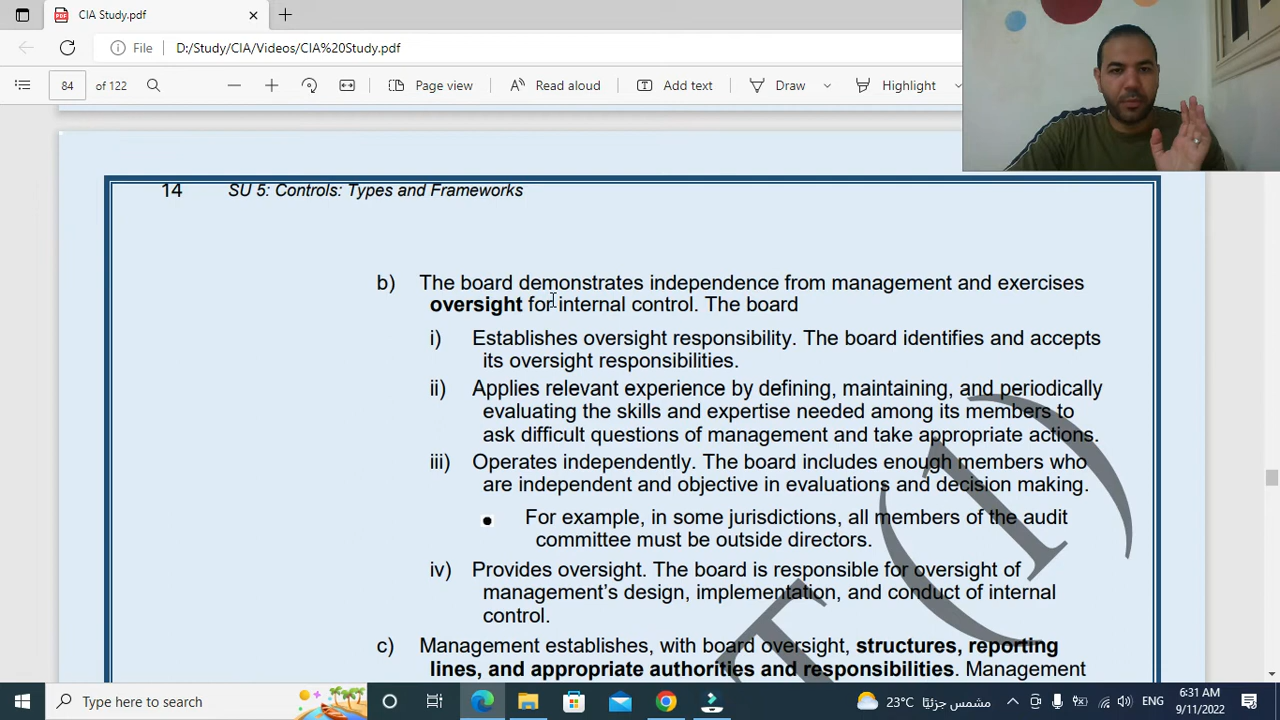 CIA Study.pdf
File D:/Study/CIA/Videos/CIA%20Study.pdf
84 of 122 Page view Read aloud Add text Draw Highlight
14 SU 5: Controls: Types and Frameworks
b) The board demonstrates independence from management and exercises
oversight for internal control. The board
i) Establishes oversight responsibility. The board identifies and accepts
its oversight responsibilities.
ii) Applies relevant experience by defining, maintaining, and periodically
evaluating the skills and expertise needed among its members to
ask difficult questions of management and take appropriate actions.
iii) Operates independently. The board includes enough members who
are independent and objective in evaluations and decision making.
• For example, in some jurisdictions, all members of the audit
committee must be outside directors.
iv) Provides oversight. The board is responsible for oversight of
management's design, implementation, and conduct of internal
control.
c) Management establishes, with board oversight, structures, reporting
lines, and appropriate authorities and responsibilities. Management
T (1)
Type here to search
23°C مشمس جزئيًا
ENG
6:31 AM
9/11/2022